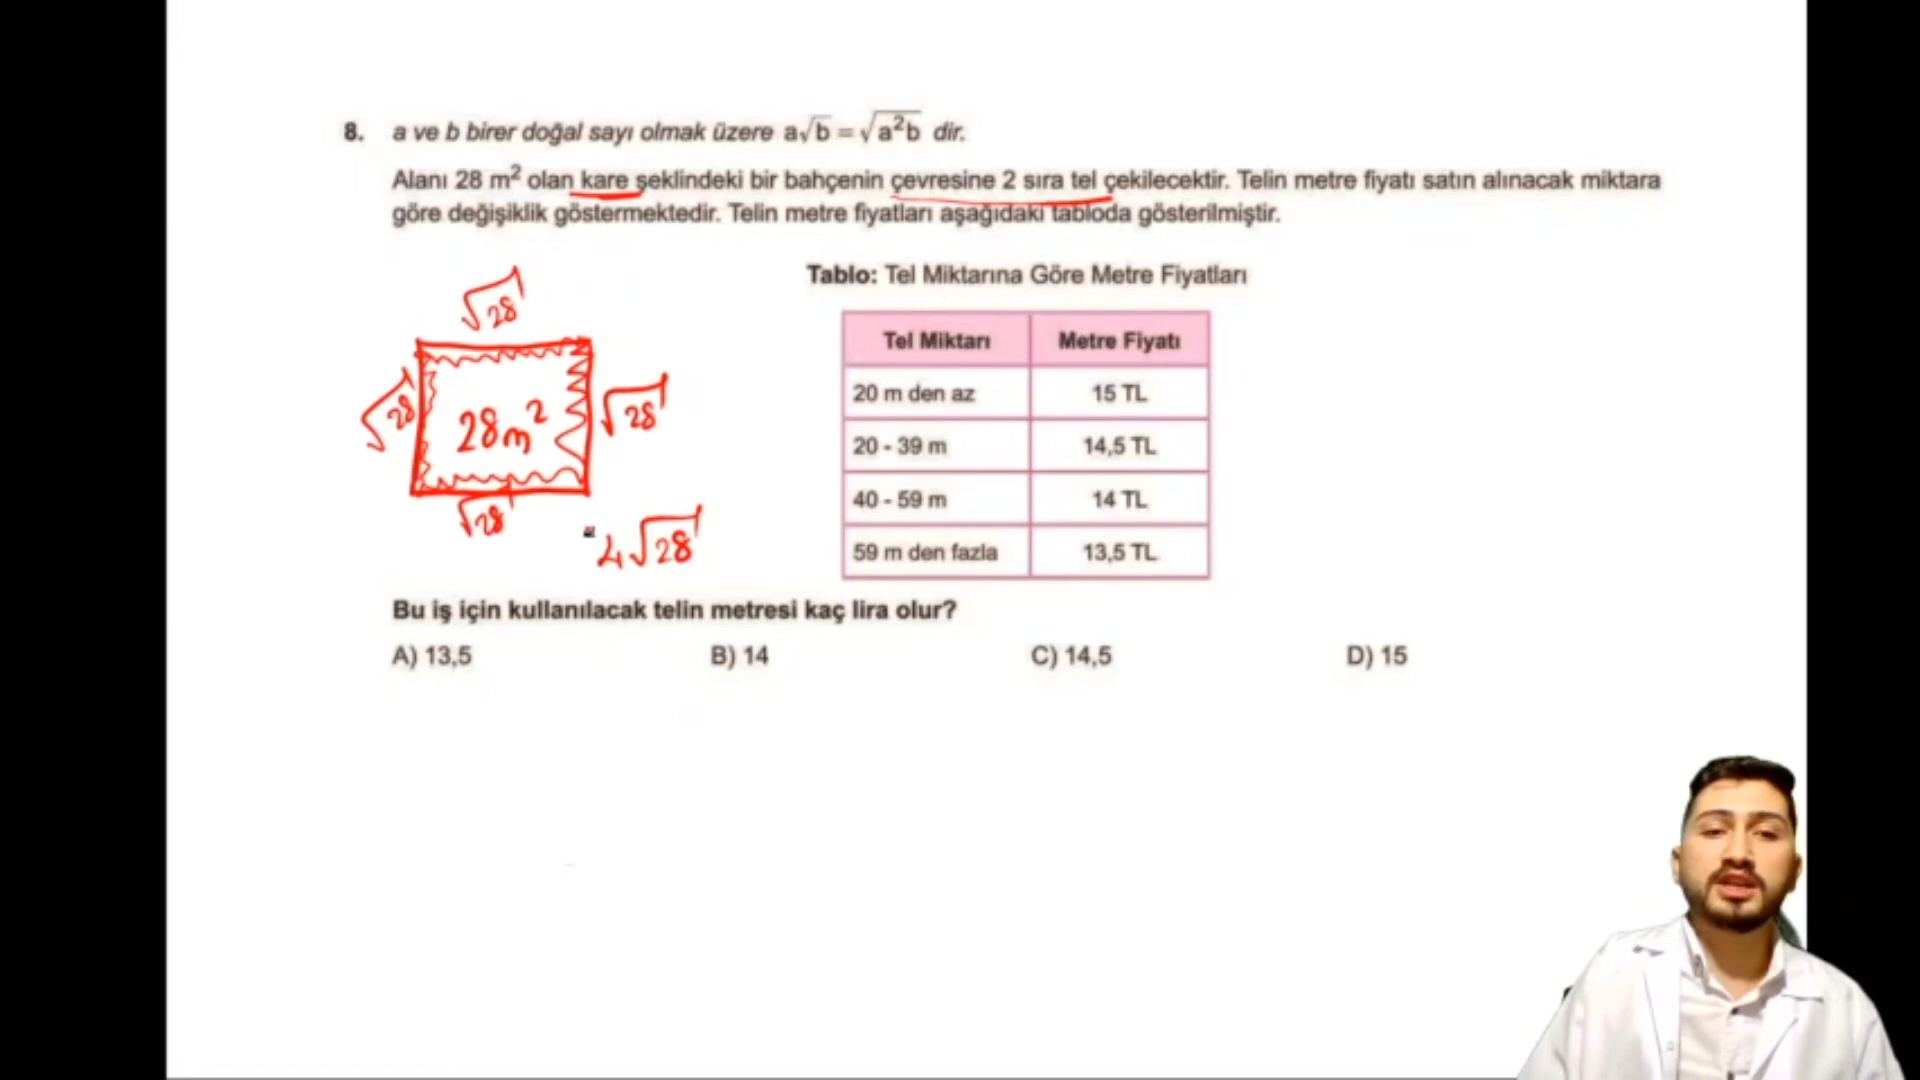 8. a ve b birer doğal sayı olmak üzere a√b = √a²b dir.
Alanı 28 m² olan kare şeklindeki bir bahçenin çevresine 2 sıra tel çekilecektir. Telin metre fiyatı satın alınacak miktara
göre değişiklik göstermektedir. Telin metre fiyatları aşağıdaki tabloda gösterilmiştir.
√28
√28
28m²
√28
√28
4√28
Tablo: Tel Miktarına Göre Metre Fiyatları
Tel Miktarı Metre Fiyatı
20 m den az 15 TL
20 - 39 m 14,5 TL
40 - 59 m 14 TL
59 m den fazla 13,5 TL
Bu iş için kullanılacak telin metresi kaç lira olur?
A) 13,5 B) 14 C) 14,5 D) 15